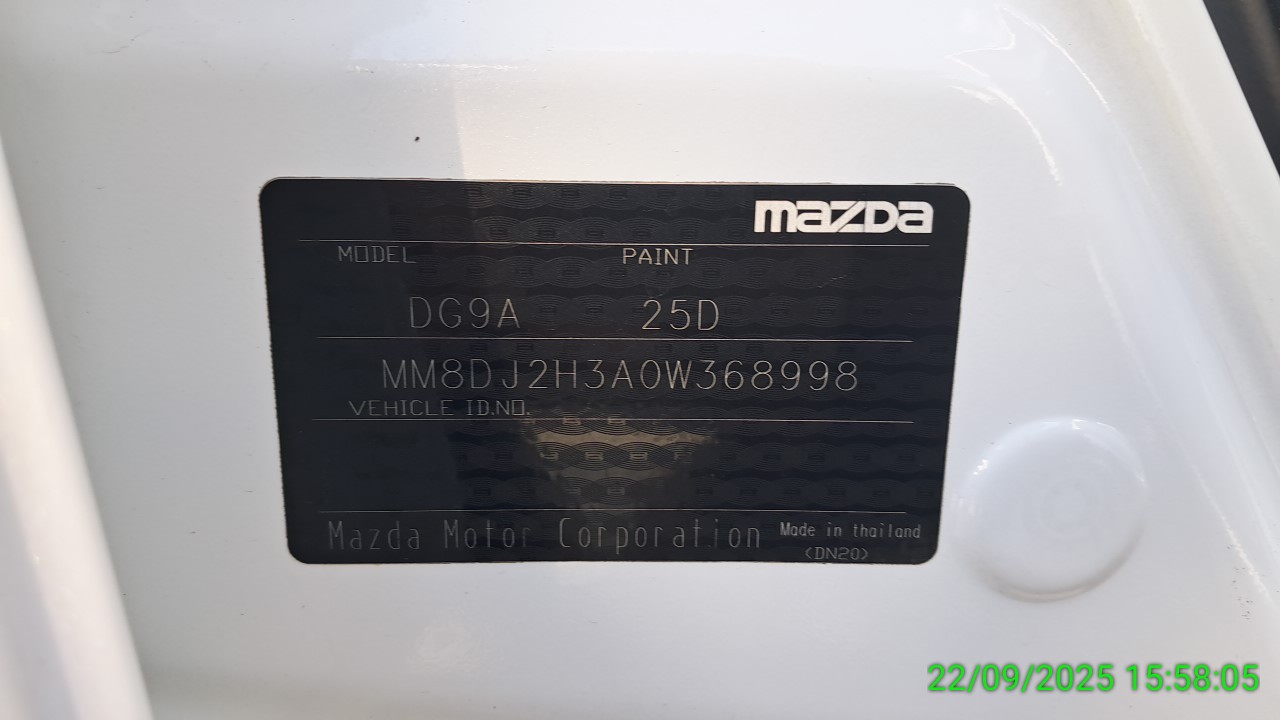 mazda
MODEL PAINT
DG9A 25D
MM8DJ2H3A0W368998
VEHICLE ID.NO.
Mazda Motor Corporation Made in thailand
(DN20)
22/09/2025 15:58:05